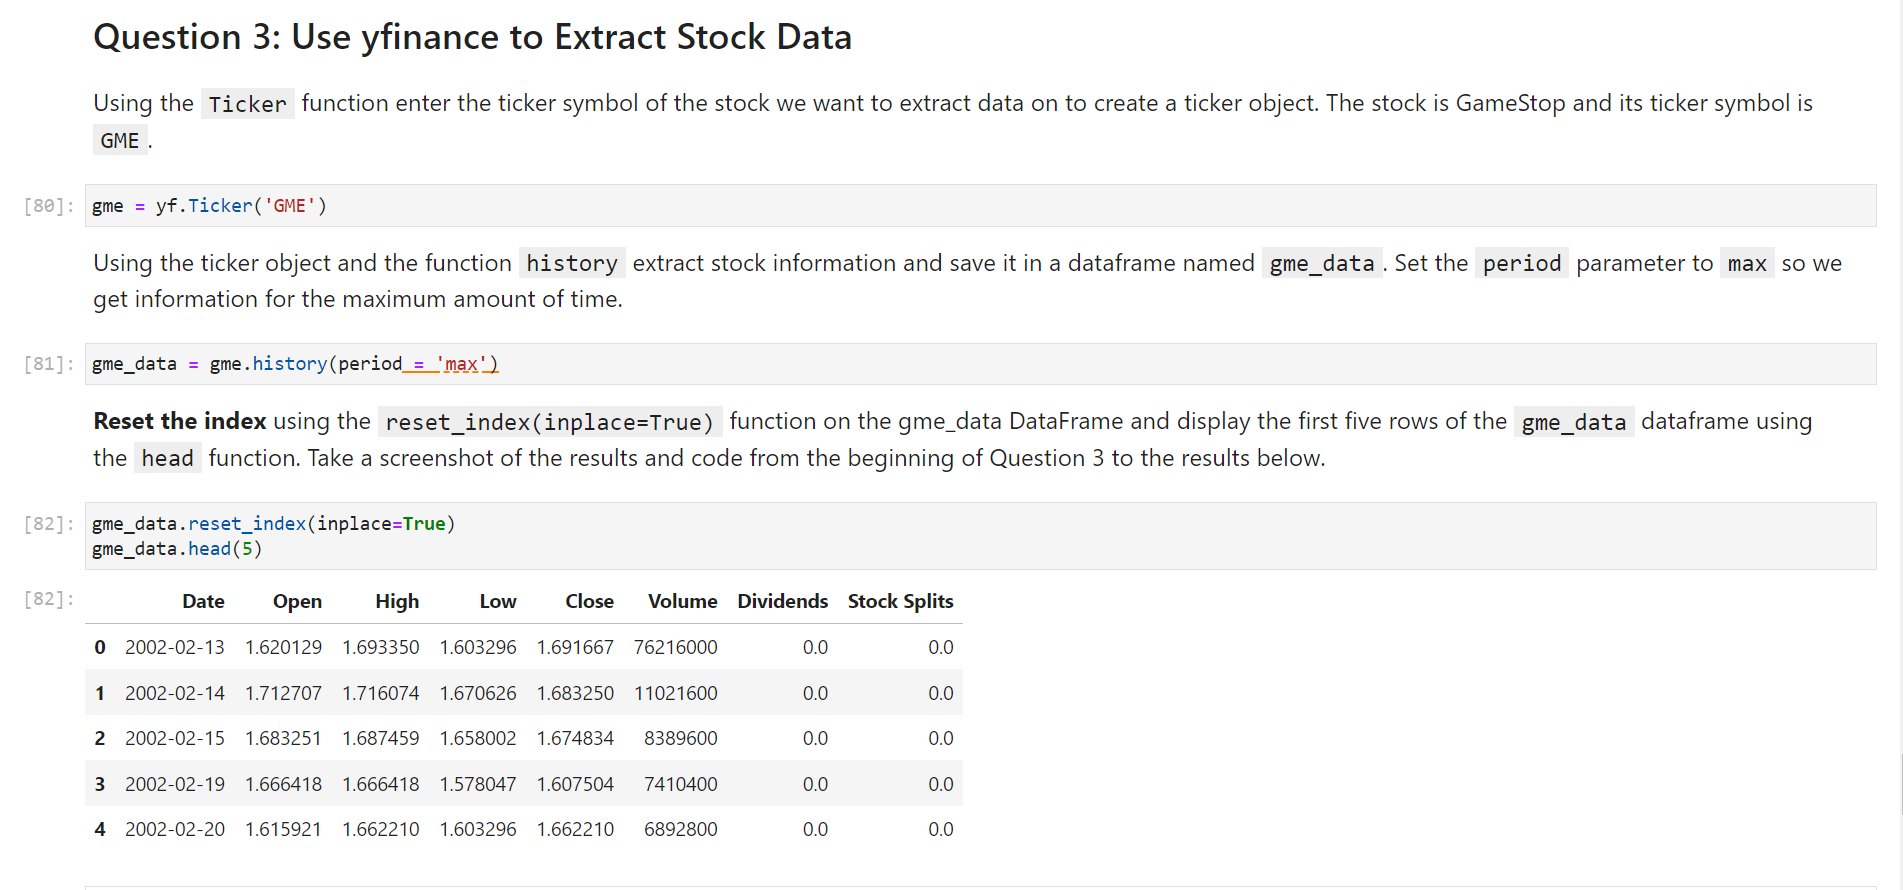 Question 3: Use yfinance to Extract Stock Data
Using the Ticker function enter the ticker symbol of the stock we want to extract data on to create a ticker object. The stock is GameStop and its ticker symbol is
GME .
[80]: gme = yf.Ticker('GME')
Using the ticker object and the function history extract stock information and save it in a dataframe named gme_data . Set the period parameter to max so we
get information for the maximum amount of time.
[81]: gme_data = gme.history(period = 'max')
Reset the index using the reset_index(inplace=True) function on the gme_data DataFrame and display the first five rows of the gme_data dataframe using
the head function. Take a screenshot of the results and code from the beginning of Question 3 to the results below.
[82]: gme_data.reset_index(inplace=True)
gme_data.head(5)
[82]: Date Open High Low Close Volume Dividends Stock Splits
0 2002-02-13 1.620129 1.693350 1.603296 1.691667 76216000 0.0 0.0
1 2002-02-14 1.712707 1.716074 1.670626 1.683250 11021600 0.0 0.0
2 2002-02-15 1.683251 1.687459 1.658002 1.674834 8389600 0.0 0.0
3 2002-02-19 1.666418 1.666418 1.578047 1.607504 7410400 0.0 0.0
4 2002-02-20 1.615921 1.662210 1.603296 1.662210 6892800 0.0 0.0